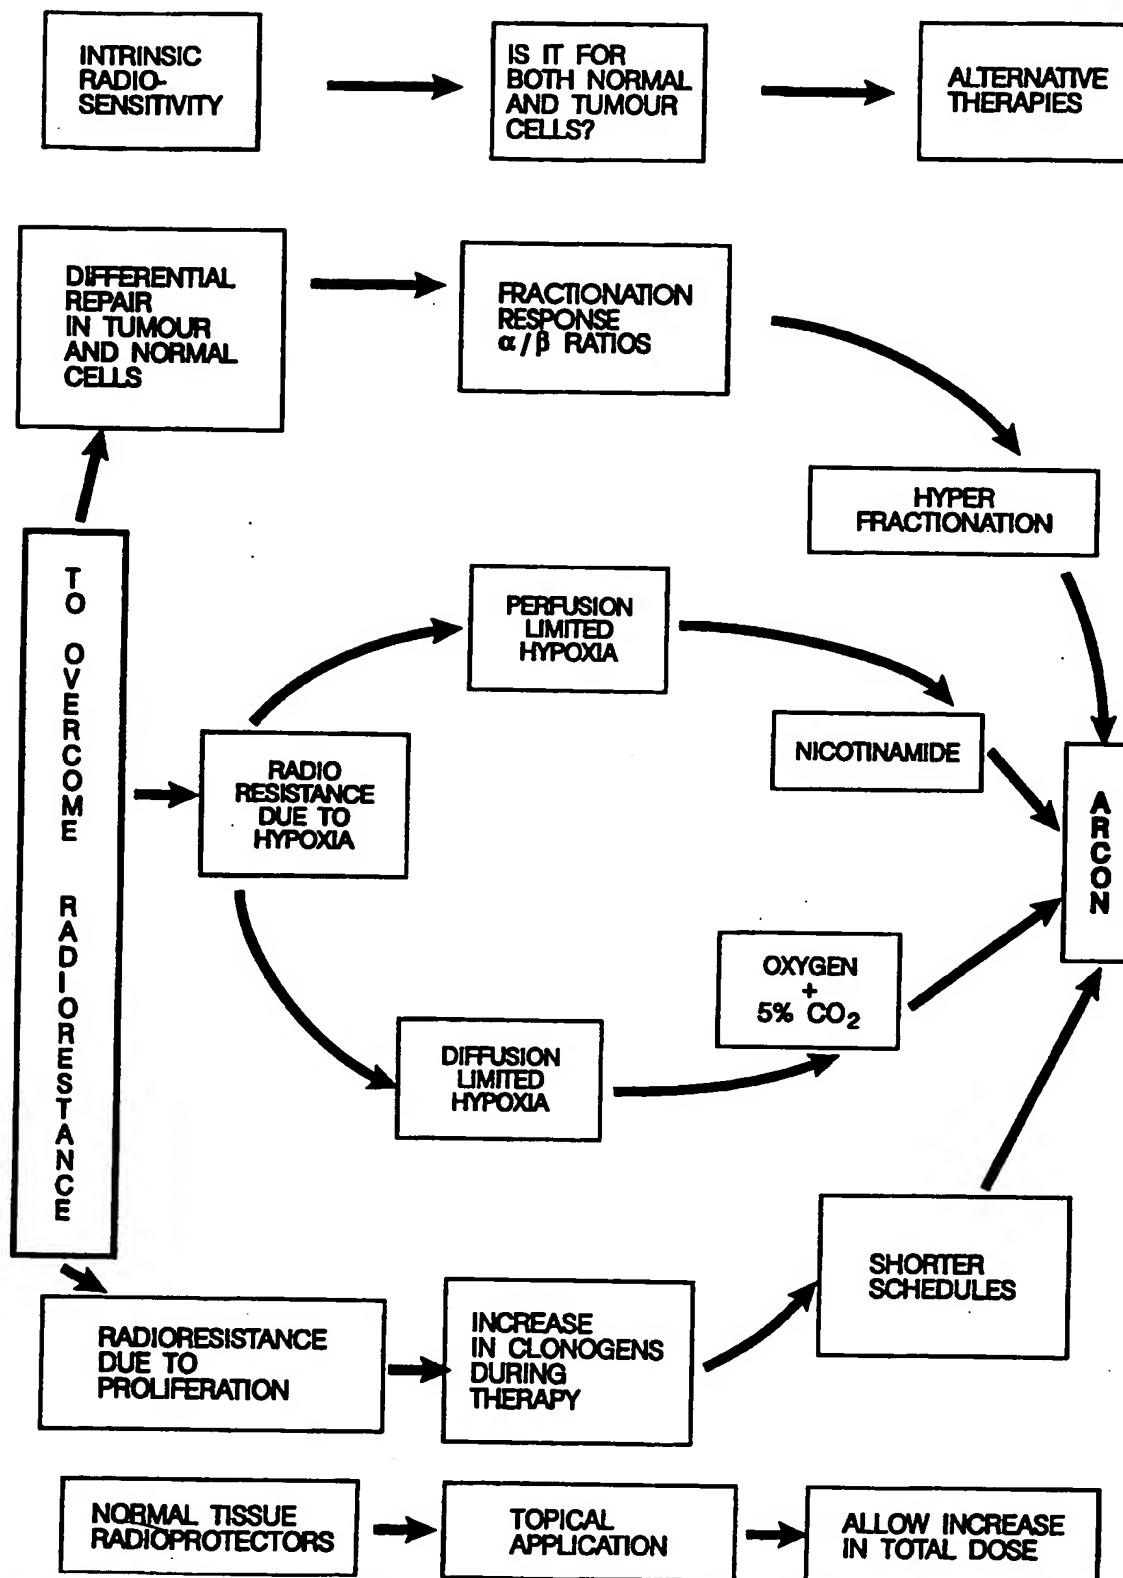 INTRINSIC
RADIO-
SENSITIVITY
IS IT FOR
BOTH NORMAL
AND TUMOUR
CELLS?
ALTERNATIVE
THERAPIES
DIFFERENTIAL
REPAIR
IN TUMOUR
AND NORMAL
CELLS
FRACTIONATION
RESPONSE
α/β RATIOS
HYPER
FRACTIONATION
TO OVERCOME RADIORESTANCE
PERFUSION
LIMITED
HYPOXIA
NICOTINAMIDE
RADIO
RESISTANCE
DUE TO
HYPOXIA
ARCON
OXYGEN
+
5% CO₂
DIFFUSION
LIMITED
HYPOXIA
SHORTER
SCHEDULES
RADIORESISTANCE
DUE TO
PROLIFERATION
INCREASE
IN CLONOGENS
DURING
THERAPY
NORMAL TISSUE
RADIOPROTECTORS
TOPICAL
APPLICATION
ALLOW INCREASE
IN TOTAL DOSE